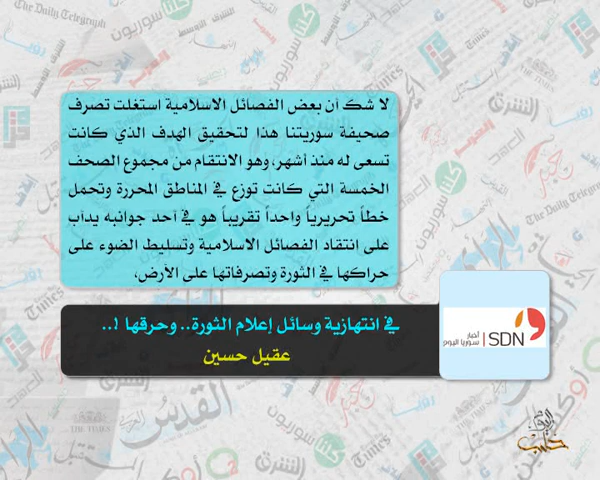 لا شك أن بعض الفصائل الاسلامية استغلت تصرف
صحيفة سوريتنا هذا لتحقيق الهدف الذي كانت
تسعى له منذ أشهر، وهو الانتقام من مجموع الصحف
الخمسة التي كانت توزع في المناطق المحررة وتحمل
خطاً تحريرياً واحداً تقريباً هو في أحد جوانبه يدأب
على انتقاد الفصائل الاسلامية وتسليط الضوء على
حراكها في الثورة وتصرفاتها على الأرض،
في انتهازية وسائل إعلام الثورة.. وحرقها !..
عقيل حسين
أخبار
سوريا اليوم | SDN
حلب اليوم